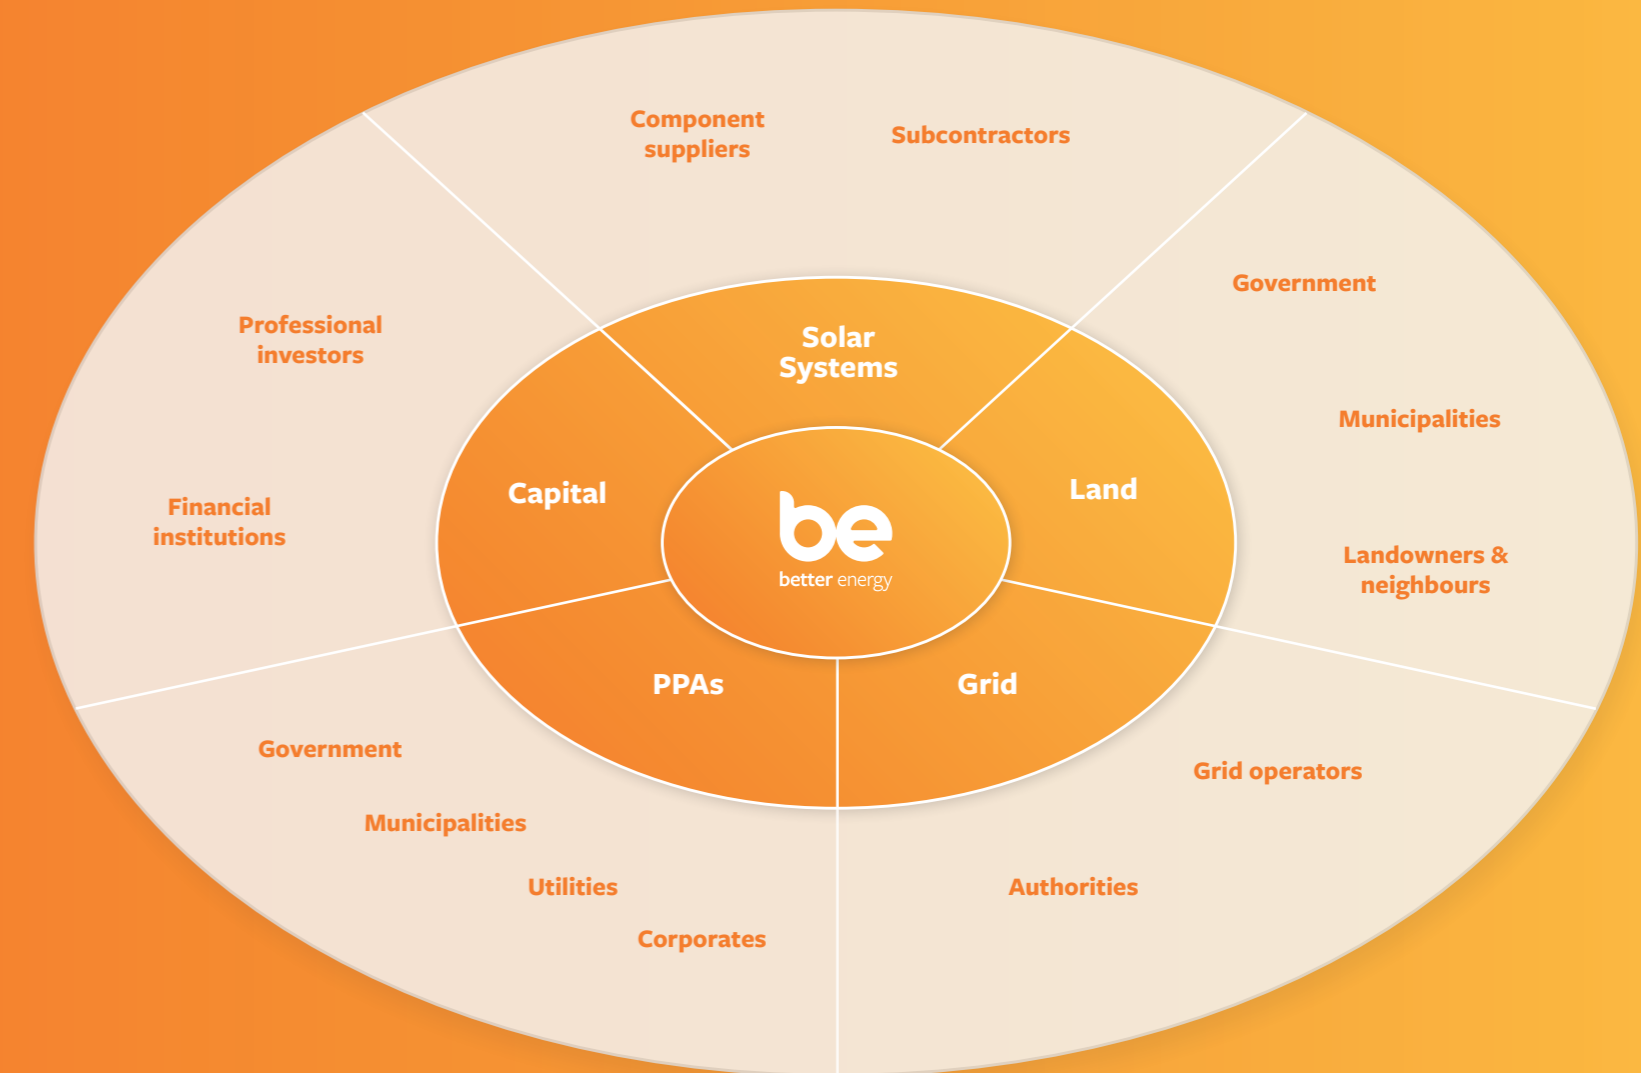 Component
suppliers
Subcontractors
Government
Professional
investors
Solar
Systems
Municipalities
Capital
Land
Financial
institutions
be
better energy
Landowners &
neighbours
PPAs
Grid
Government
Grid operators
Municipalities
Utilities
Authorities
Corporates